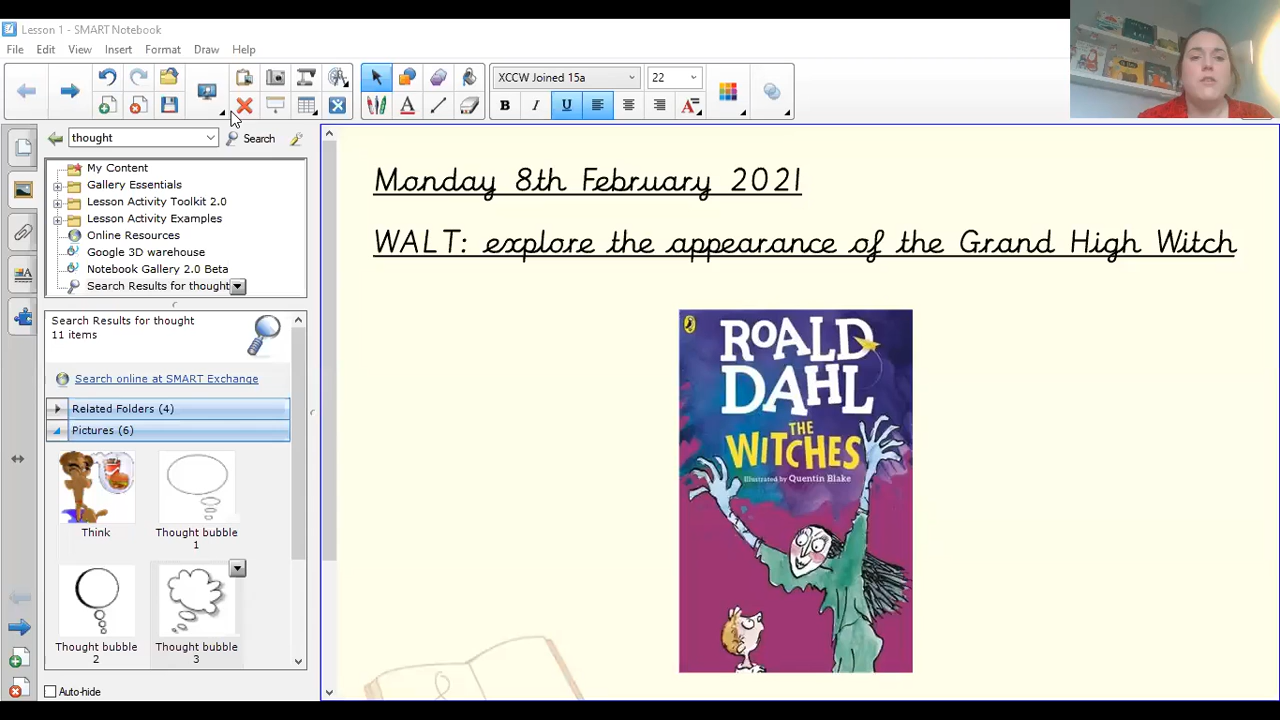 Lesson 1 - SMART Notebook
File Edit View Insert Format Draw Help
XCCW Joined 15a 22
B I U
thought Search
My Content
Gallery Essentials
Lesson Activity Toolkit 2.0
Lesson Activity Examples
Online Resources
Google 3D warehouse
Notebook Gallery 2.0 Beta
Search Results for thought
Search Results for thought
11 items
Search online at SMART Exchange
Related Folders (4)
Pictures (6)
Think
Thought bubble
1
Thought bubble
2
Thought bubble
3
Auto-hide
Monday 8th February 2021
WALT: explore the appearance of the Grand High Witch
ROALD
DAHL
THE
WITCHES
Illustrated by Quentin Blake